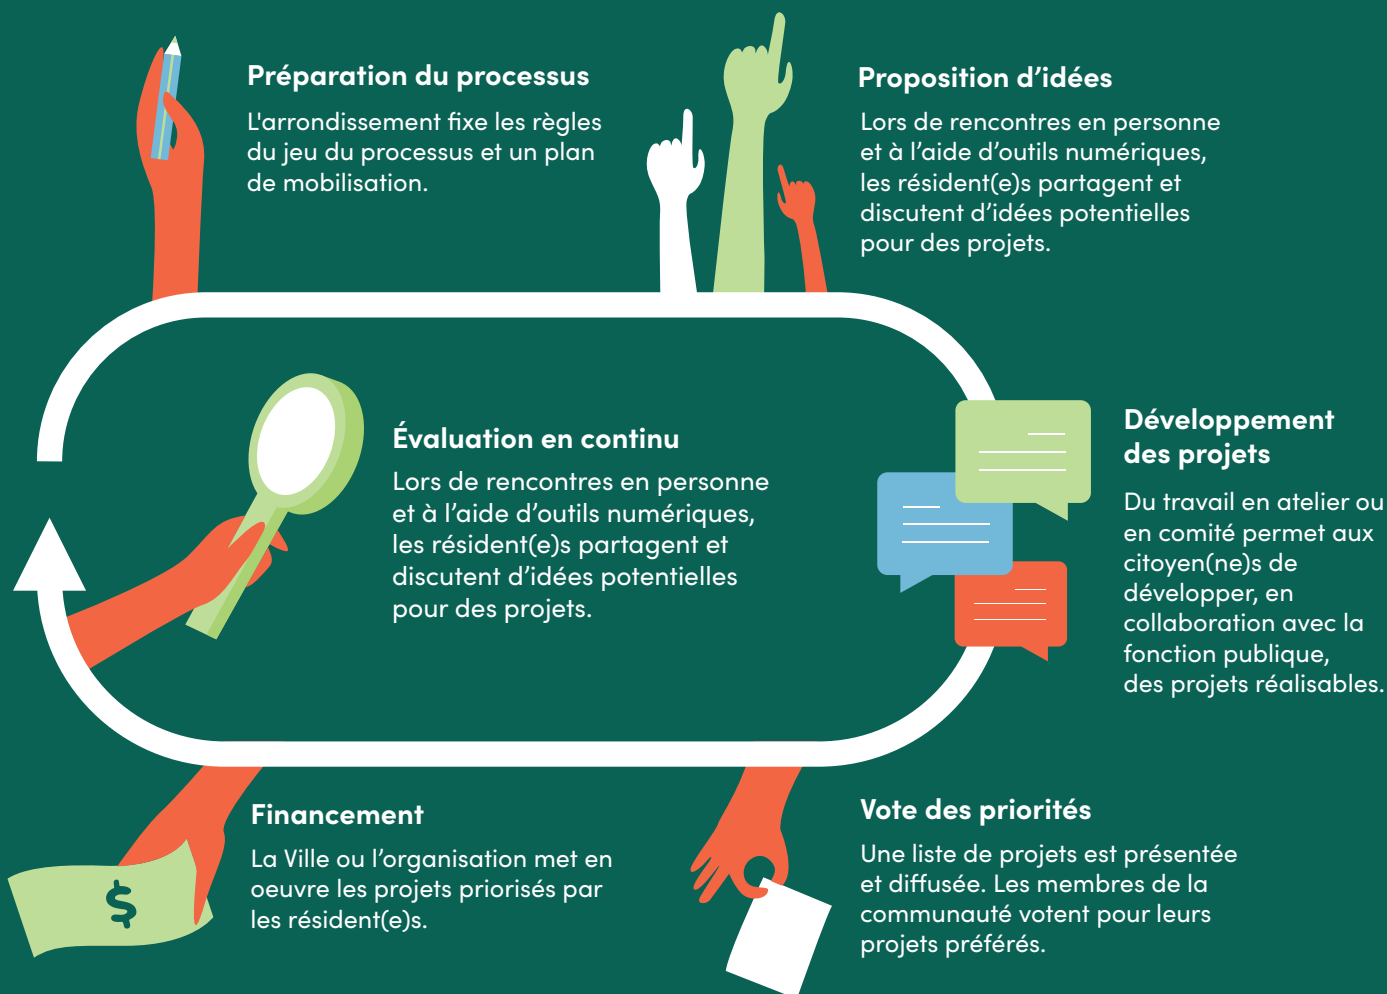 Préparation du processus
L'arrondissement fixe les règles
du jeu du processus et un plan
de mobilisation.
Proposition d’idées
Lors de rencontres en personne
et à l’aide d’outils numériques,
les résident(e)s partagent et
discutent d’idées potentielles
pour des projets.
Évaluation en continu
Lors de rencontres en personne
et à l’aide d’outils numériques,
les résident(e)s partagent et
discutent d’idées potentielles
pour des projets.
Développement
des projets
Du travail en atelier ou
en comité permet aux
citoyen(ne)s de
développer, en
collaboration avec la
fonction publique,
des projets réalisables.
Financement
La Ville ou l’organisation met en
oeuvre les projets priorisés par
les résident(e)s.
$
Vote des priorités
Une liste de projets est présentée
et diffusée. Les membres de la
communauté votent pour leurs
projets préférés.